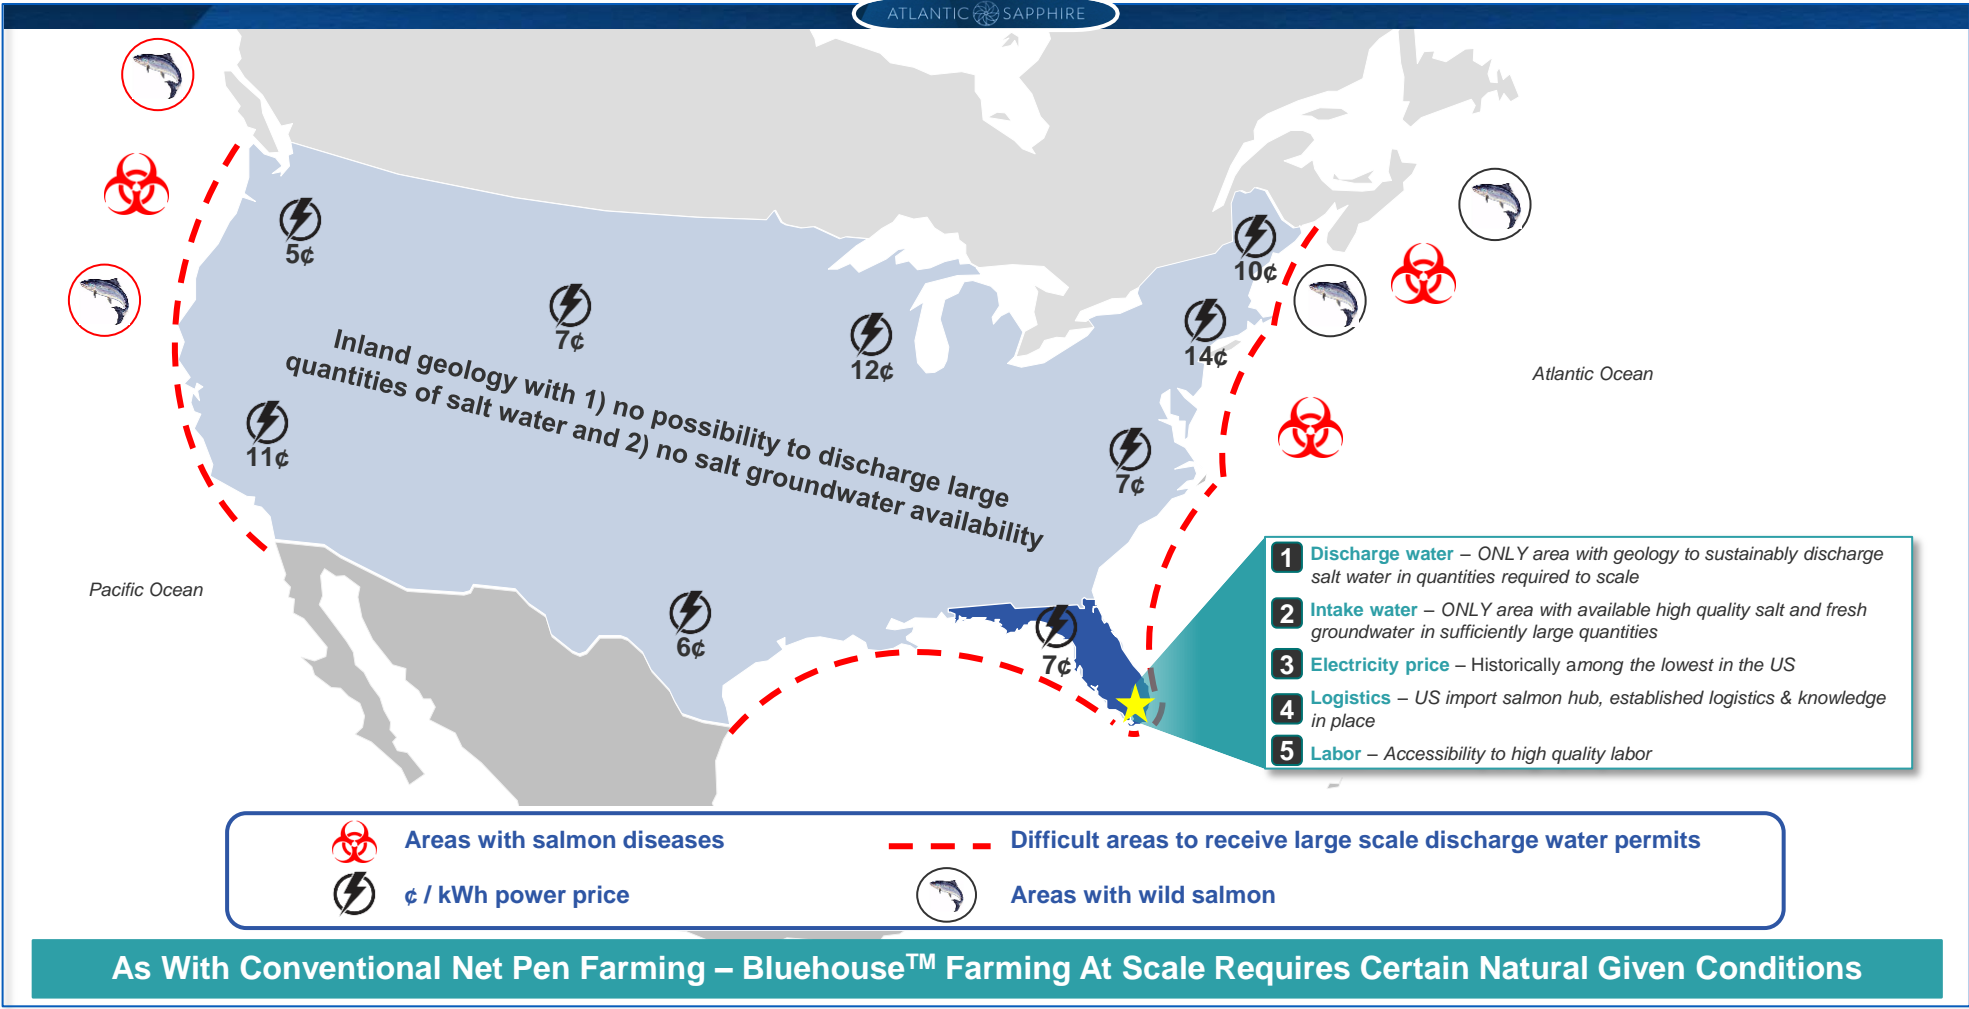 ATLANTIC SAPPHIRE
5¢
7¢
12¢
10¢
14¢
11¢
7¢
6¢
7¢
Inland geology with 1) no possibility to discharge large
quantities of salt water and 2) no salt groundwater availability
Atlantic Ocean
Pacific Ocean
1 Discharge water – ONLY area with geology to sustainably discharge
salt water in quantities required to scale
2 Intake water – ONLY area with available high quality salt and fresh
groundwater in sufficiently large quantities
3 Electricity price – Historically among the lowest in the US
4 Logistics – US import salmon hub, established logistics & knowledge
in place
5 Labor – Accessibility to high quality labor
Areas with salmon diseases
Difficult areas to receive large scale discharge water permits
¢ / kWh power price
Areas with wild salmon
As With Conventional Net Pen Farming – Bluehouse™ Farming At Scale Requires Certain Natural Given Conditions